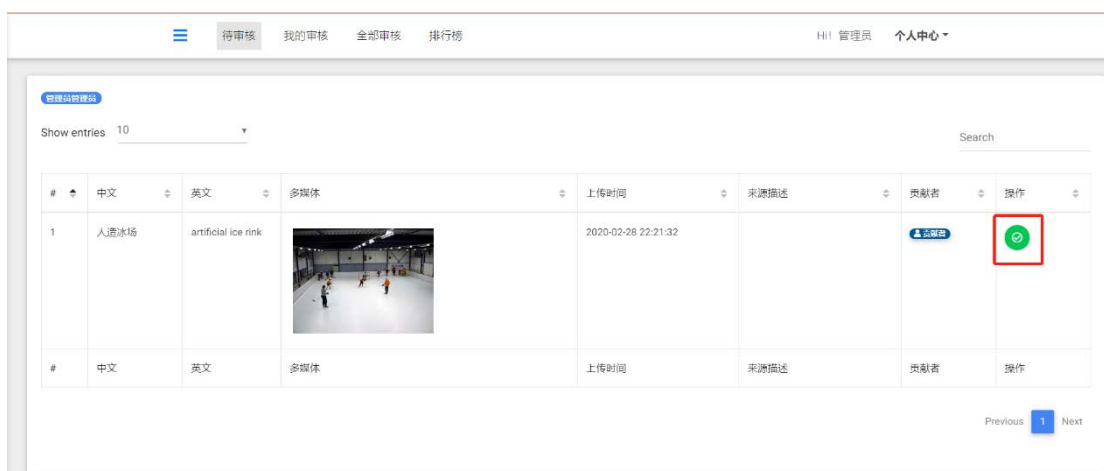 待审核 我的审核 全部审核 排行榜 Hi! 管理员 个人中心
管理员管理员
Show entries 10
Search
# 中文 英文 多媒体 上传时间 来源描述 贡献者 操作
1 人造冰场 artificial ice rink 2020-02-28 22:21:32 贡献者
# 中文 英文 多媒体 上传时间 来源描述 贡献者 操作
Previous 1 Next